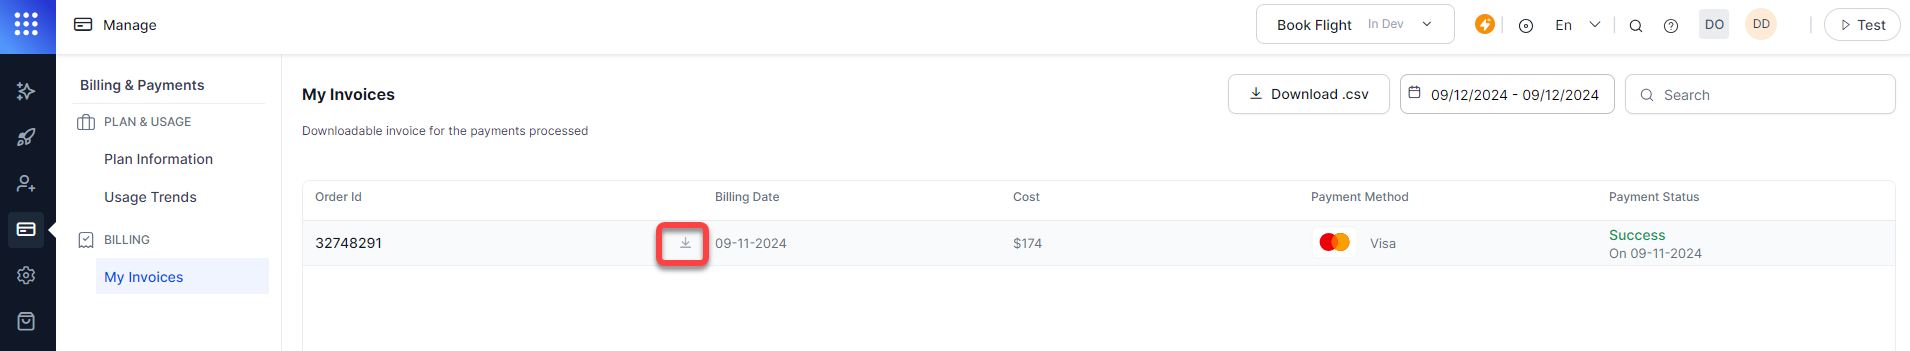 Manage
Book Flight In Dev
En
DO
DD
Test
Billing & Payments
PLAN & USAGE
Plan Information
Usage Trends
BILLING
My Invoices
My Invoices
Download .csv
09/12/2024 - 09/12/2024
Search
Downloadable invoice for the payments processed
Order Id Billing Date Cost Payment Method Payment Status
32748291 09-11-2024 $174 Visa Success
On 09-11-2024